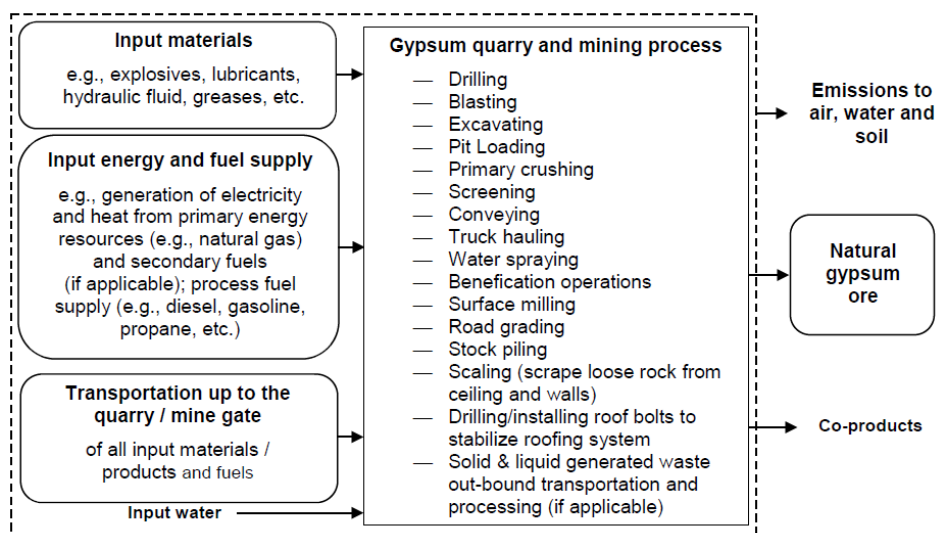 Input materials
e.g., explosives, lubricants,
hydraulic fluid, greases, etc.
Input energy and fuel supply
e.g., generation of electricity
and heat from primary energy
resources (e.g., natural gas)
and secondary fuels
(if applicable); process fuel
supply (e.g., diesel, gasoline,
propane, etc.)
Transportation up to the
quarry / mine gate
of all input materials /
products and fuels
Input water
Gypsum quarry and mining process
— Drilling
— Blasting
— Excavating
— Pit Loading
— Primary crushing
— Screening
— Conveying
— Truck hauling
— Water spraying
— Benefication operations
— Surface milling
— Road grading
— Stock piling
— Scaling (scrape loose rock from
ceiling and walls)
— Drilling/installing roof bolts to
stabilize roofing system
— Solid & liquid generated waste
out-bound transportation and
processing (if applicable)
Emissions to
air, water and
soil
Natural
gypsum
ore
Co-products